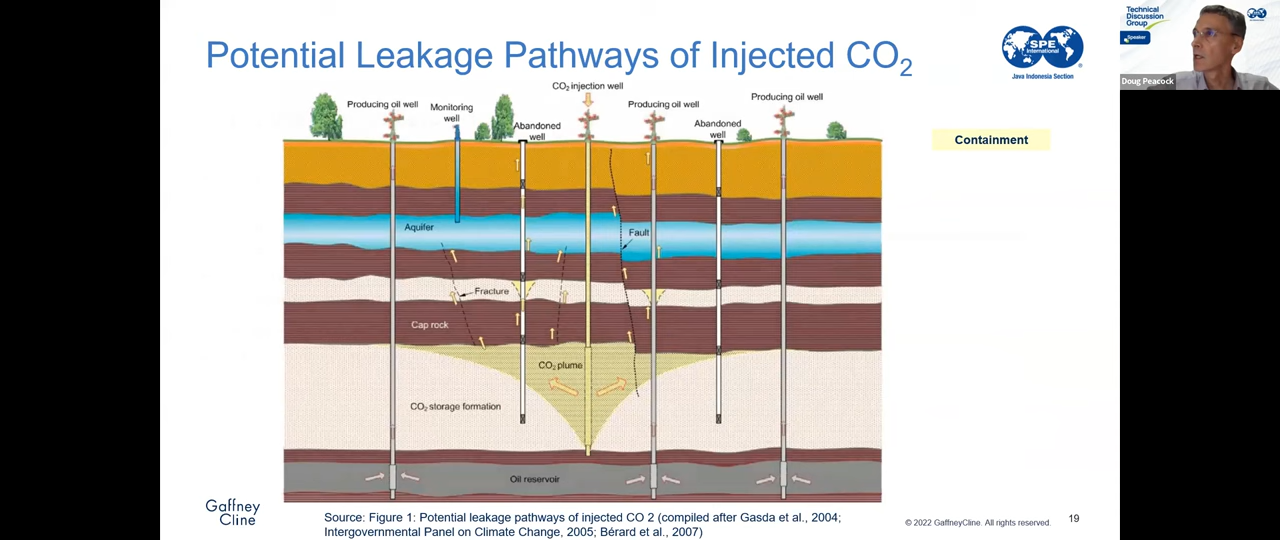 Potential Leakage Pathways of Injected CO2
SPE
International
Java Indonesia Section
Technical
Discussion
Group
Speaker
Doug Peacock
CO2 injection well
Producing oil well
Monitoring
well
Abandoned
well
Producing oil well
Abandoned
well
Producing oil well
Containment
Aquifer
Fault
Fracture
Cap rock
CO2 plume
CO2 storage formation
Oil reservoir
Gaffney
Cline
Source: Figure 1: Potential leakage pathways of injected CO 2 (compiled after Gasda et al., 2004;
Intergovernmental Panel on Climate Change, 2005; Bérard et al., 2007)
© 2022 GaffneyCline. All rights reserved.
19